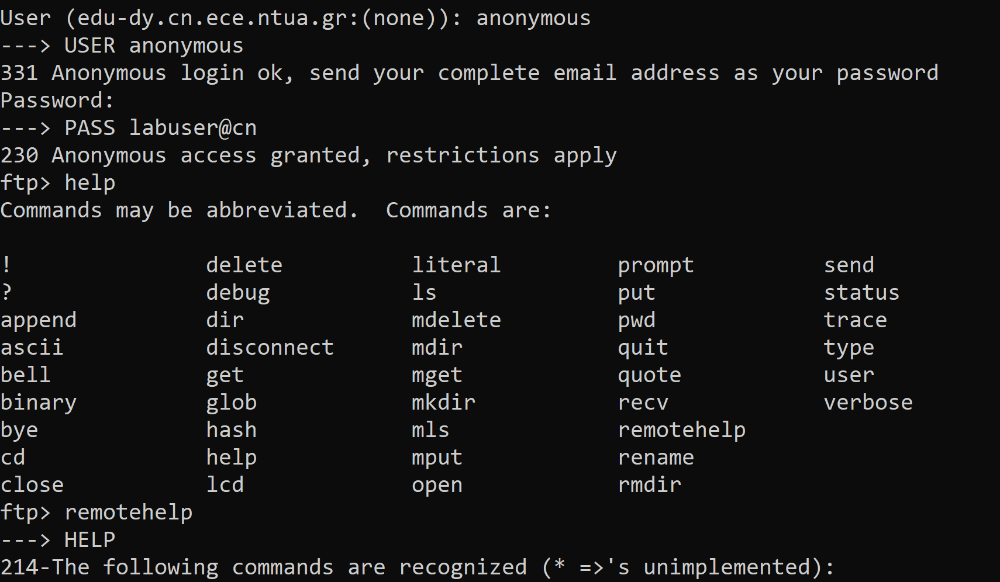 User (edu-dy.cn.ece.ntua.gr:(none)): anonymous
---> USER anonymous
331 Anonymous login ok, send your complete email address as your password
Password:
---> PASS labuser@cn
230 Anonymous access granted, restrictions apply
ftp> help
Commands may be abbreviated.  Commands are:

!               delete          literal         prompt          send
?               debug           ls              put             status
append          dir             mdelete         pwd             trace
ascii           disconnect      mdir            quit            type
bell            get             mget            quote           user
binary          glob            mkdir           recv            verbose
bye             hash            mls             remotehelp
cd              help            mput            rename
close           lcd             open            rmdir
ftp> remotehelp
---> HELP
214-The following commands are recognized (* =>'s unimplemented):